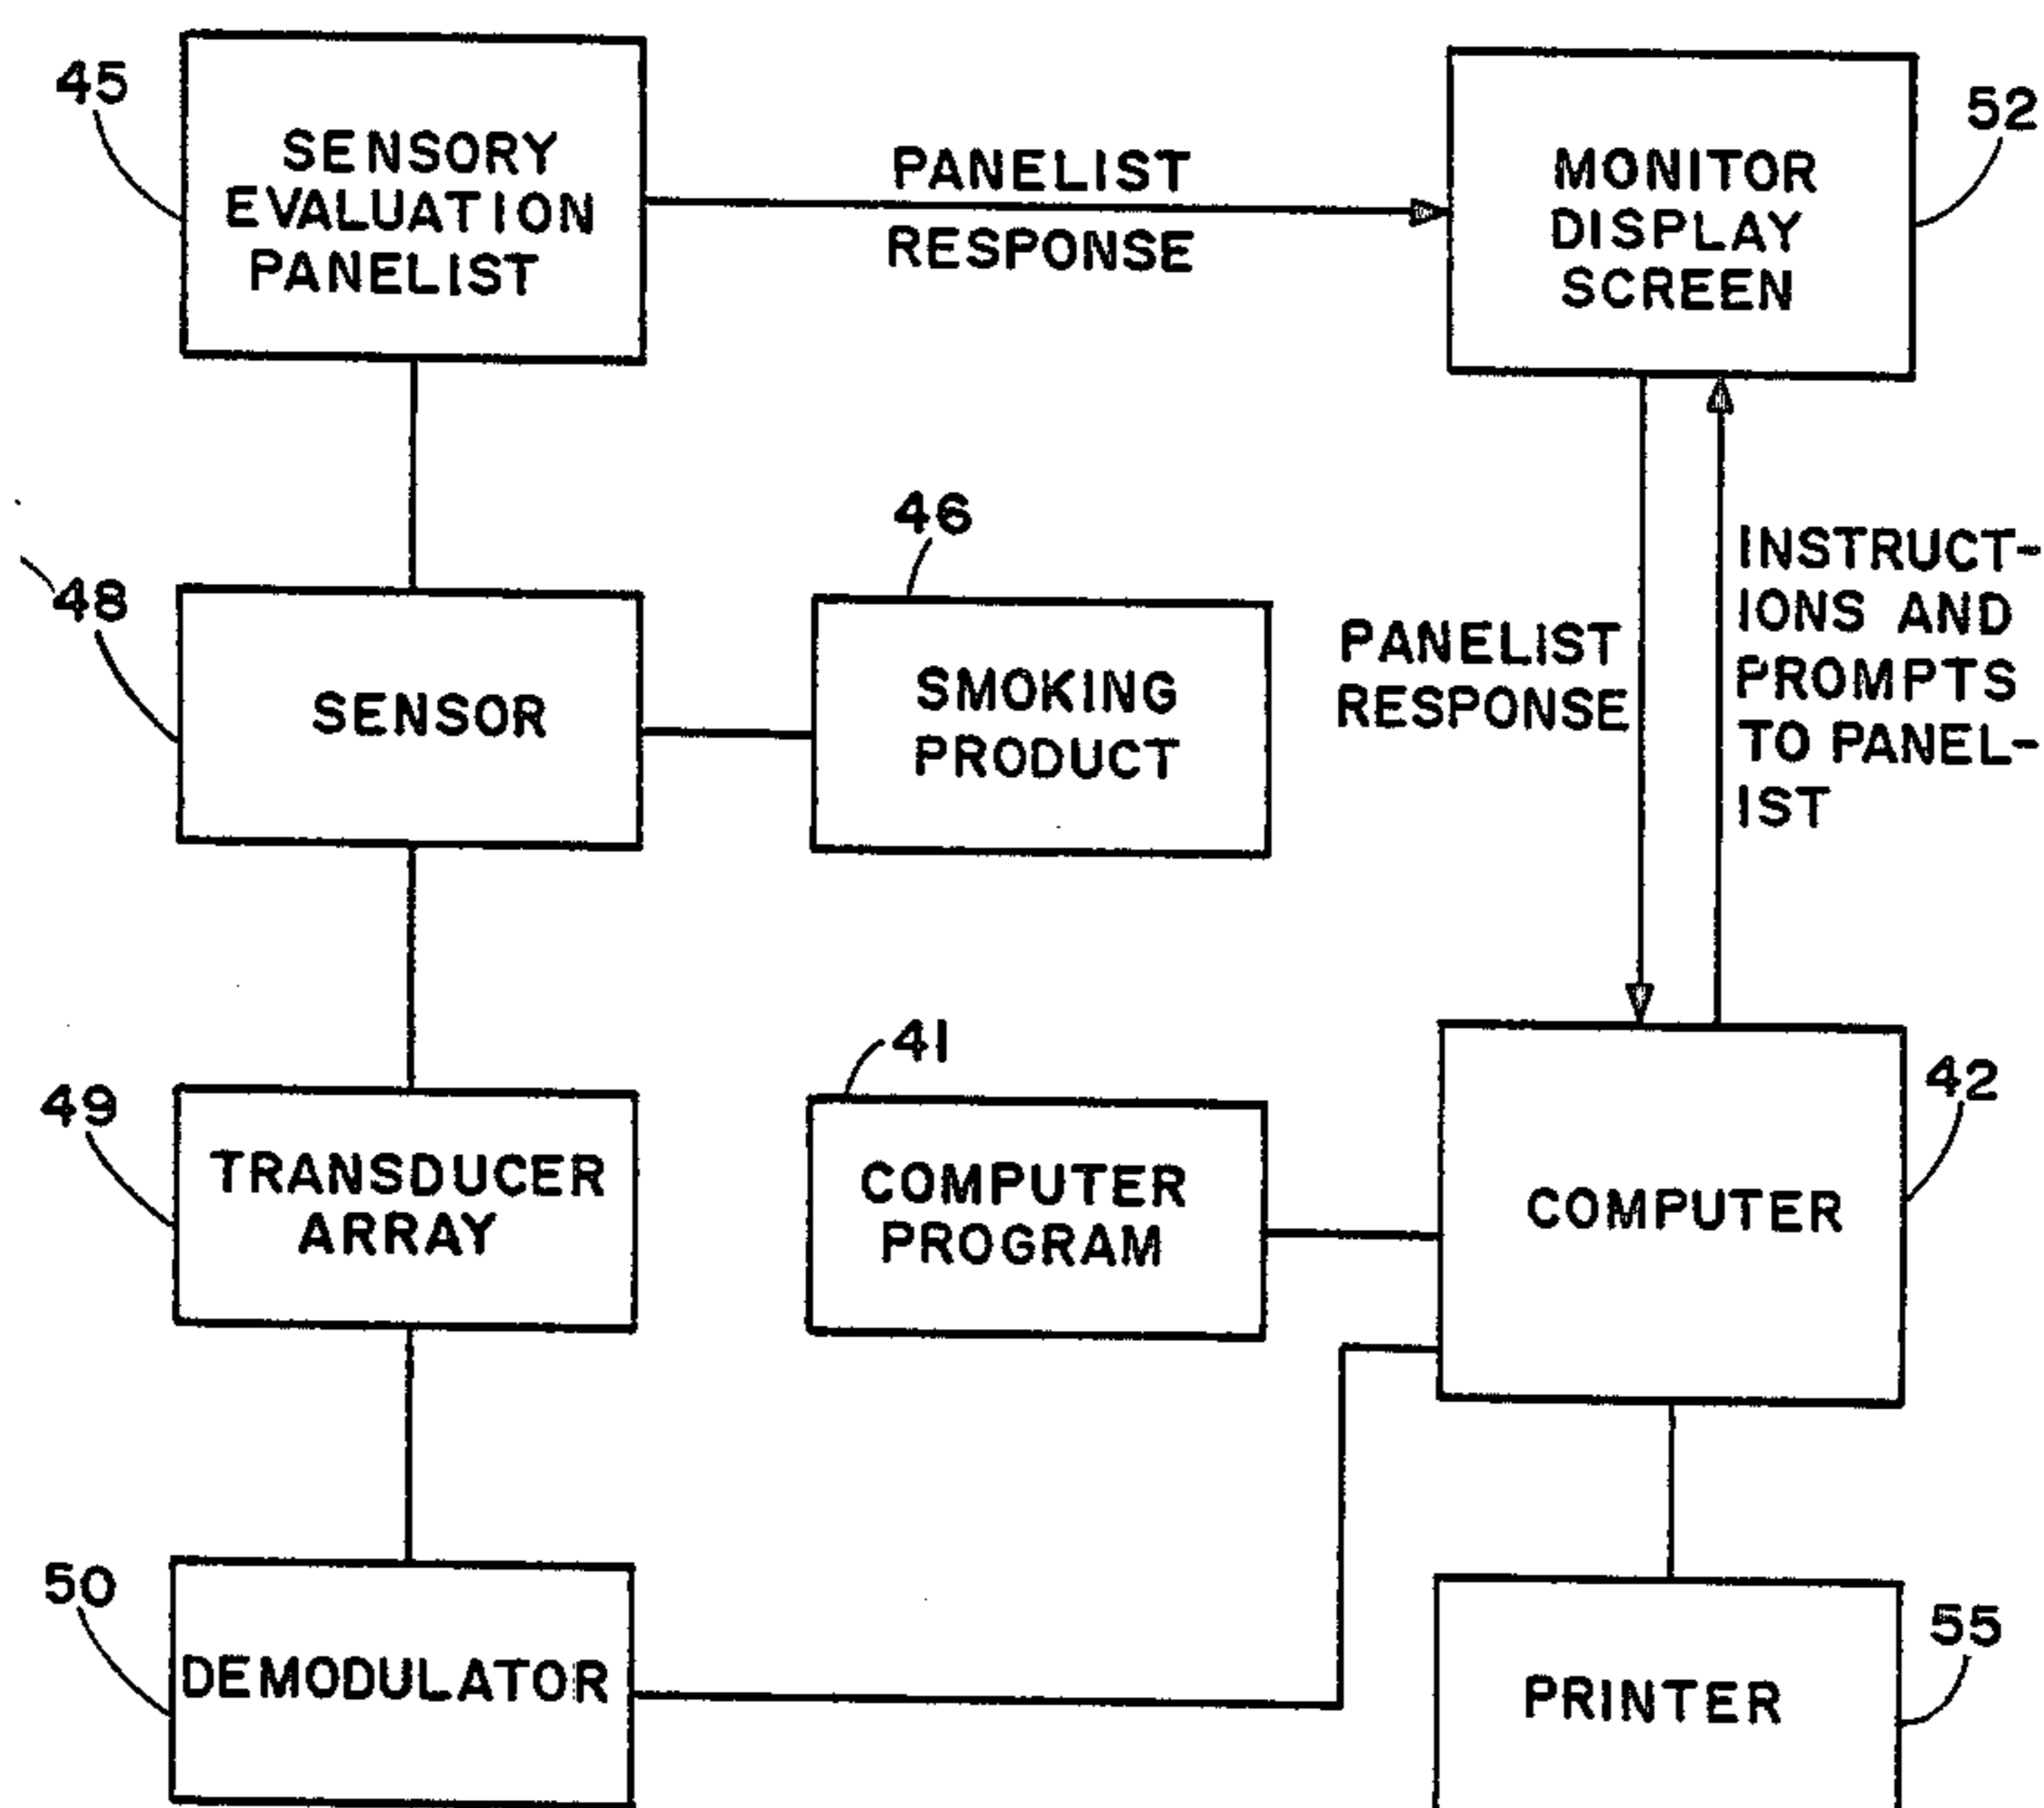 45
SENSORY
EVALUATION
PANELIST
PANELIST
RESPONSE
MONITOR
DISPLAY
SCREEN
52
48
SENSOR
46
SMOKING
PRODUCT
PANELIST
RESPONSE
INSTRUCT-
IONS AND
PROMPTS
TO PANEL-
IST
49
TRANSDUCER
ARRAY
41
COMPUTER
PROGRAM
COMPUTER
42
50
DEMODULATOR
PRINTER
55